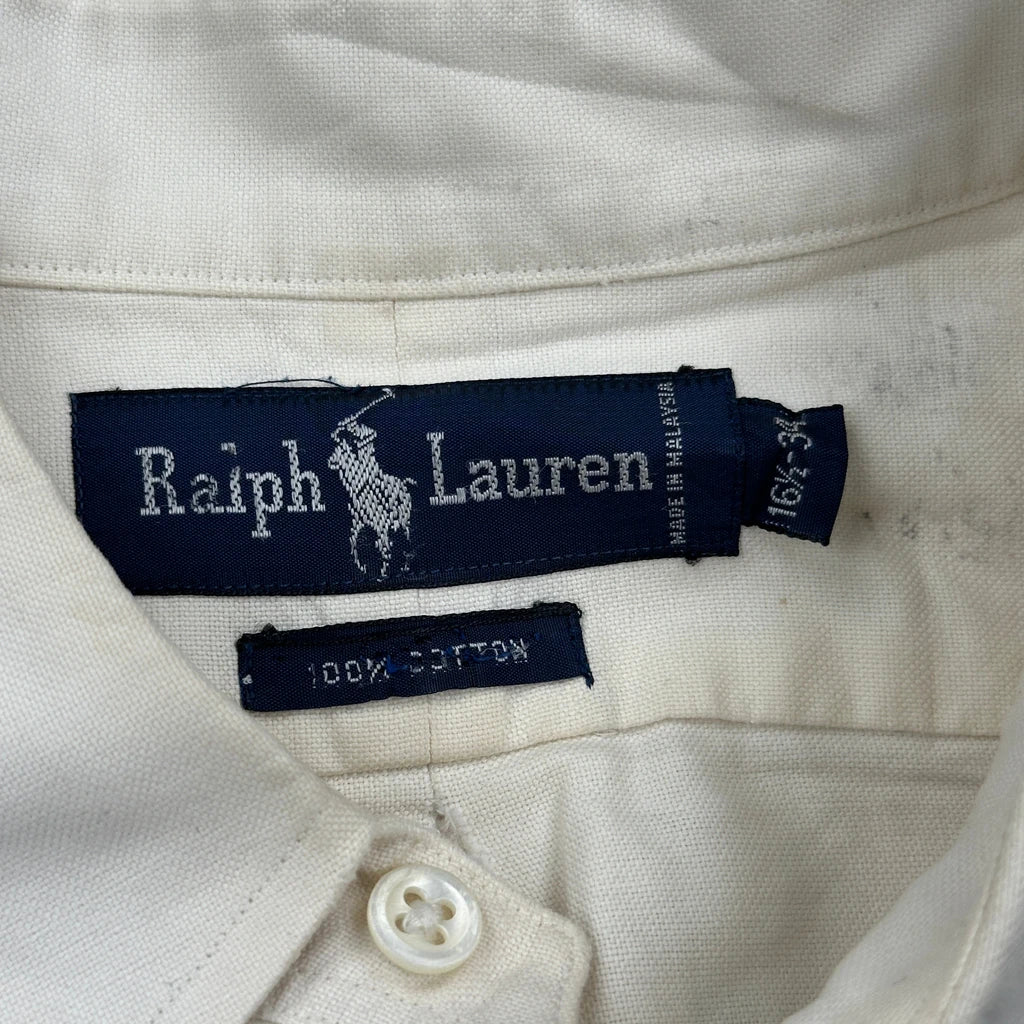 Ralph Lauren
MADE IN MALAYSIA
16½-34
100% COTTON